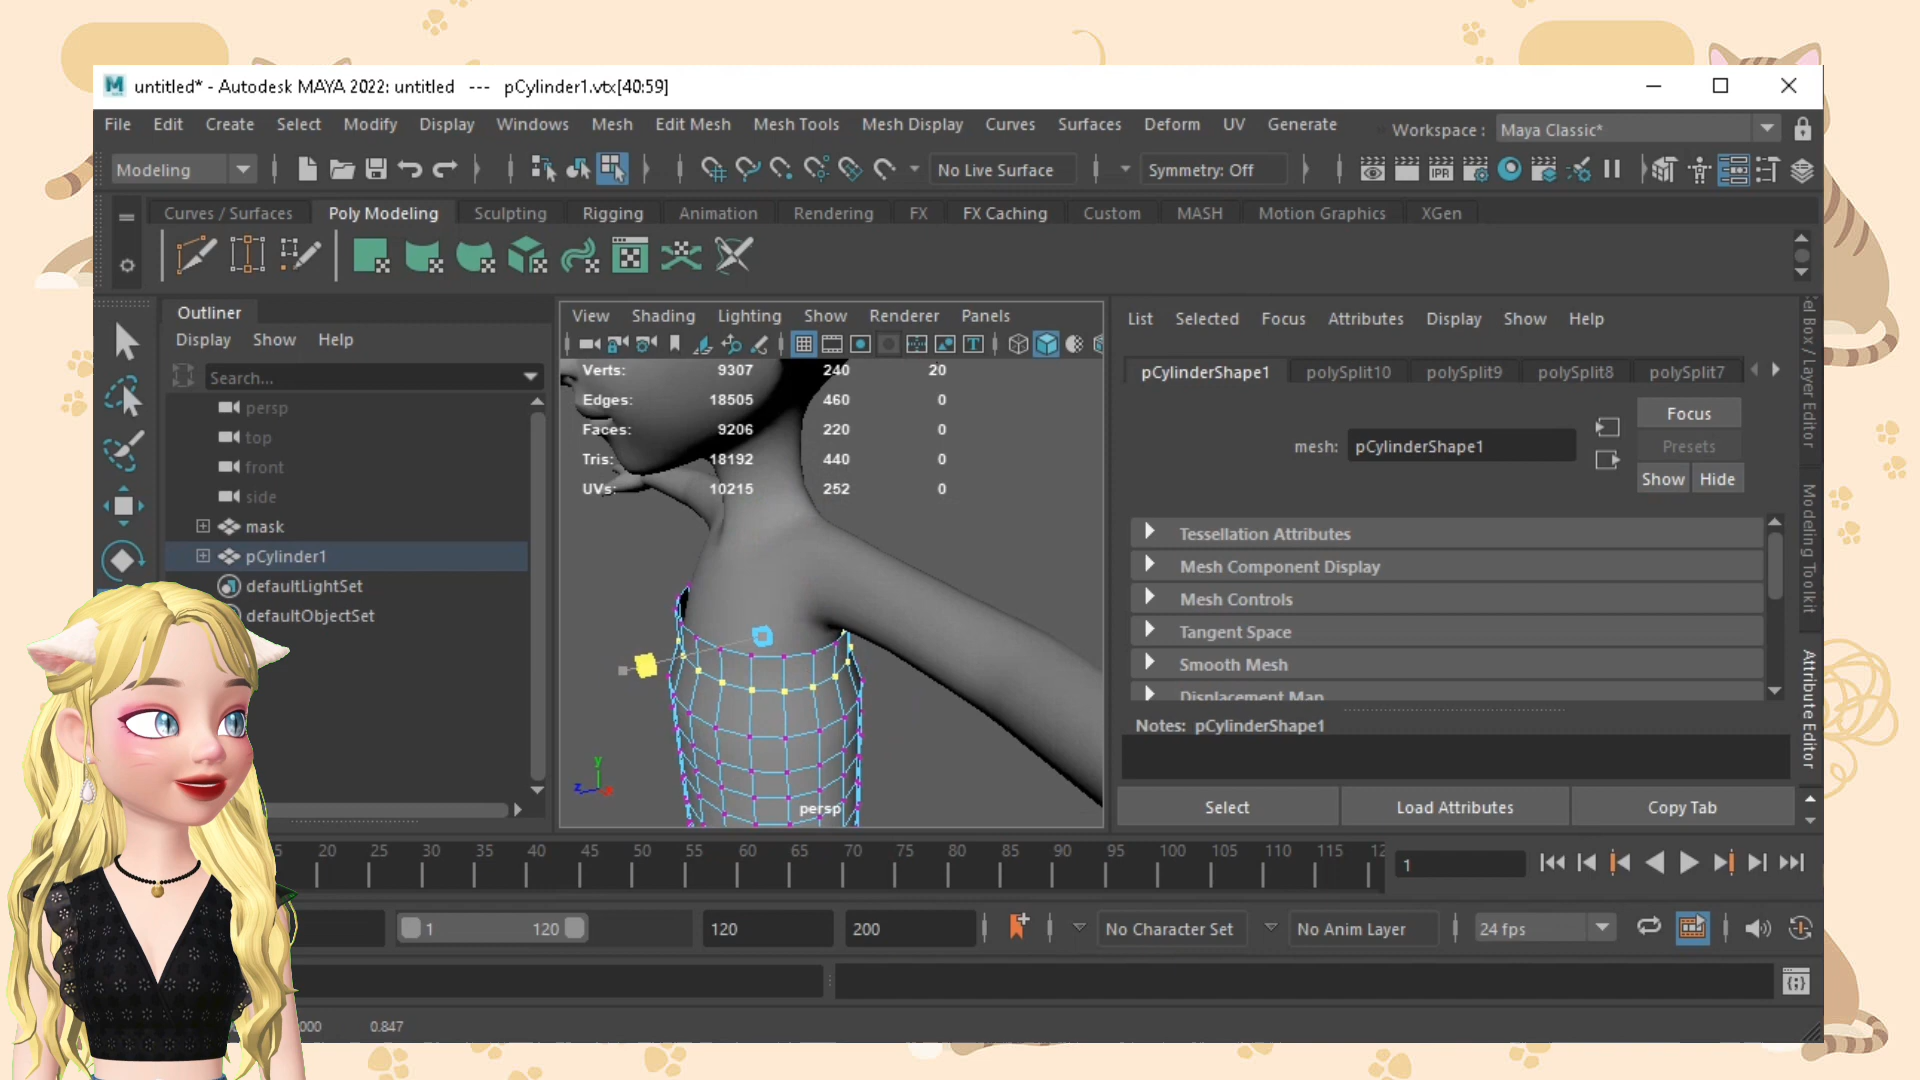 untitled* - Autodesk MAYA 2022: untitled --- pCylinder1.vtx[40:59]
File Edit Create Select Modify Display Windows Mesh Edit Mesh Mesh Tools Mesh Display Curves Surfaces Deform UV Generate Workspace : Maya Classic*
Modeling No Live Surface Symmetry: Off IPR
Curves / Surfaces Poly Modeling Sculpting Rigging Animation Rendering FX FX Caching Custom MASH Motion Graphics XGen
Outliner
Display Show Help
Search...
persp
top
front
side
mask
pCylinder1
defaultLightSet
defaultObjectSet
View Shading Lighting Show Renderer Panels
Verts: 9307 240 20
Edges: 18505 460 0
Faces: 9206 220 0
Tris: 18192 440 0
UVs: 10215 252 0
y
z x
persp
List Selected Focus Attributes Display Show Help
pCylinderShape1 polySplit10 polySplit9 polySplit8 polySplit7
mesh: pCylinderShape1
Focus
Presets
Show Hide
Tessellation Attributes
Mesh Component Display
Mesh Controls
Tangent Space
Smooth Mesh
Displacement Map
Notes: pCylinderShape1
Select Load Attributes Copy Tab
el Box / Layer Editor
Modeling Toolkit
Attribute Editor
5 20 25 30 35 40 45 50 55 60 65 70 75 80 85 90 95 100 105 110 115 12
1
1 120 120 200 No Character Set No Anim Layer 24 fps
000 0.847